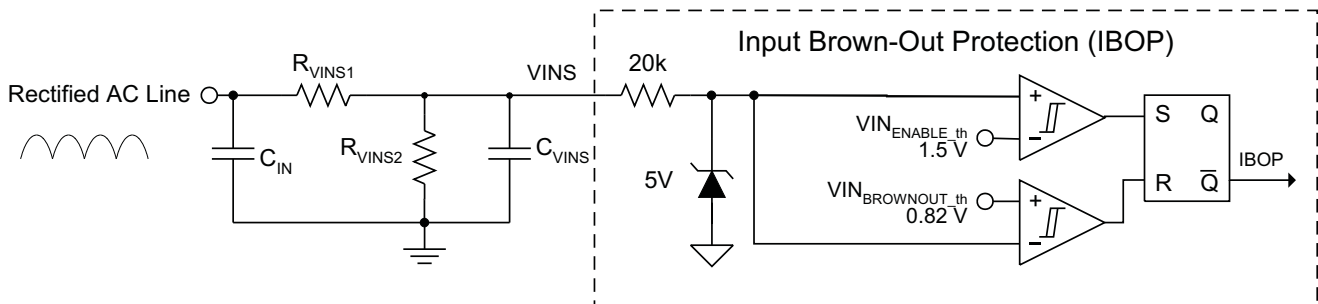 Input Brown-Out Protection (IBOP)
Rectified AC Line
R_VINS1
VINS
20k
C_IN
R_VINS2
C_VINS
5V
VIN_ENABLE_th
1.5 V
VIN_BROWNOUT_th
0.82 V
+
−
+
−
S Q
R Q̅
IBOP